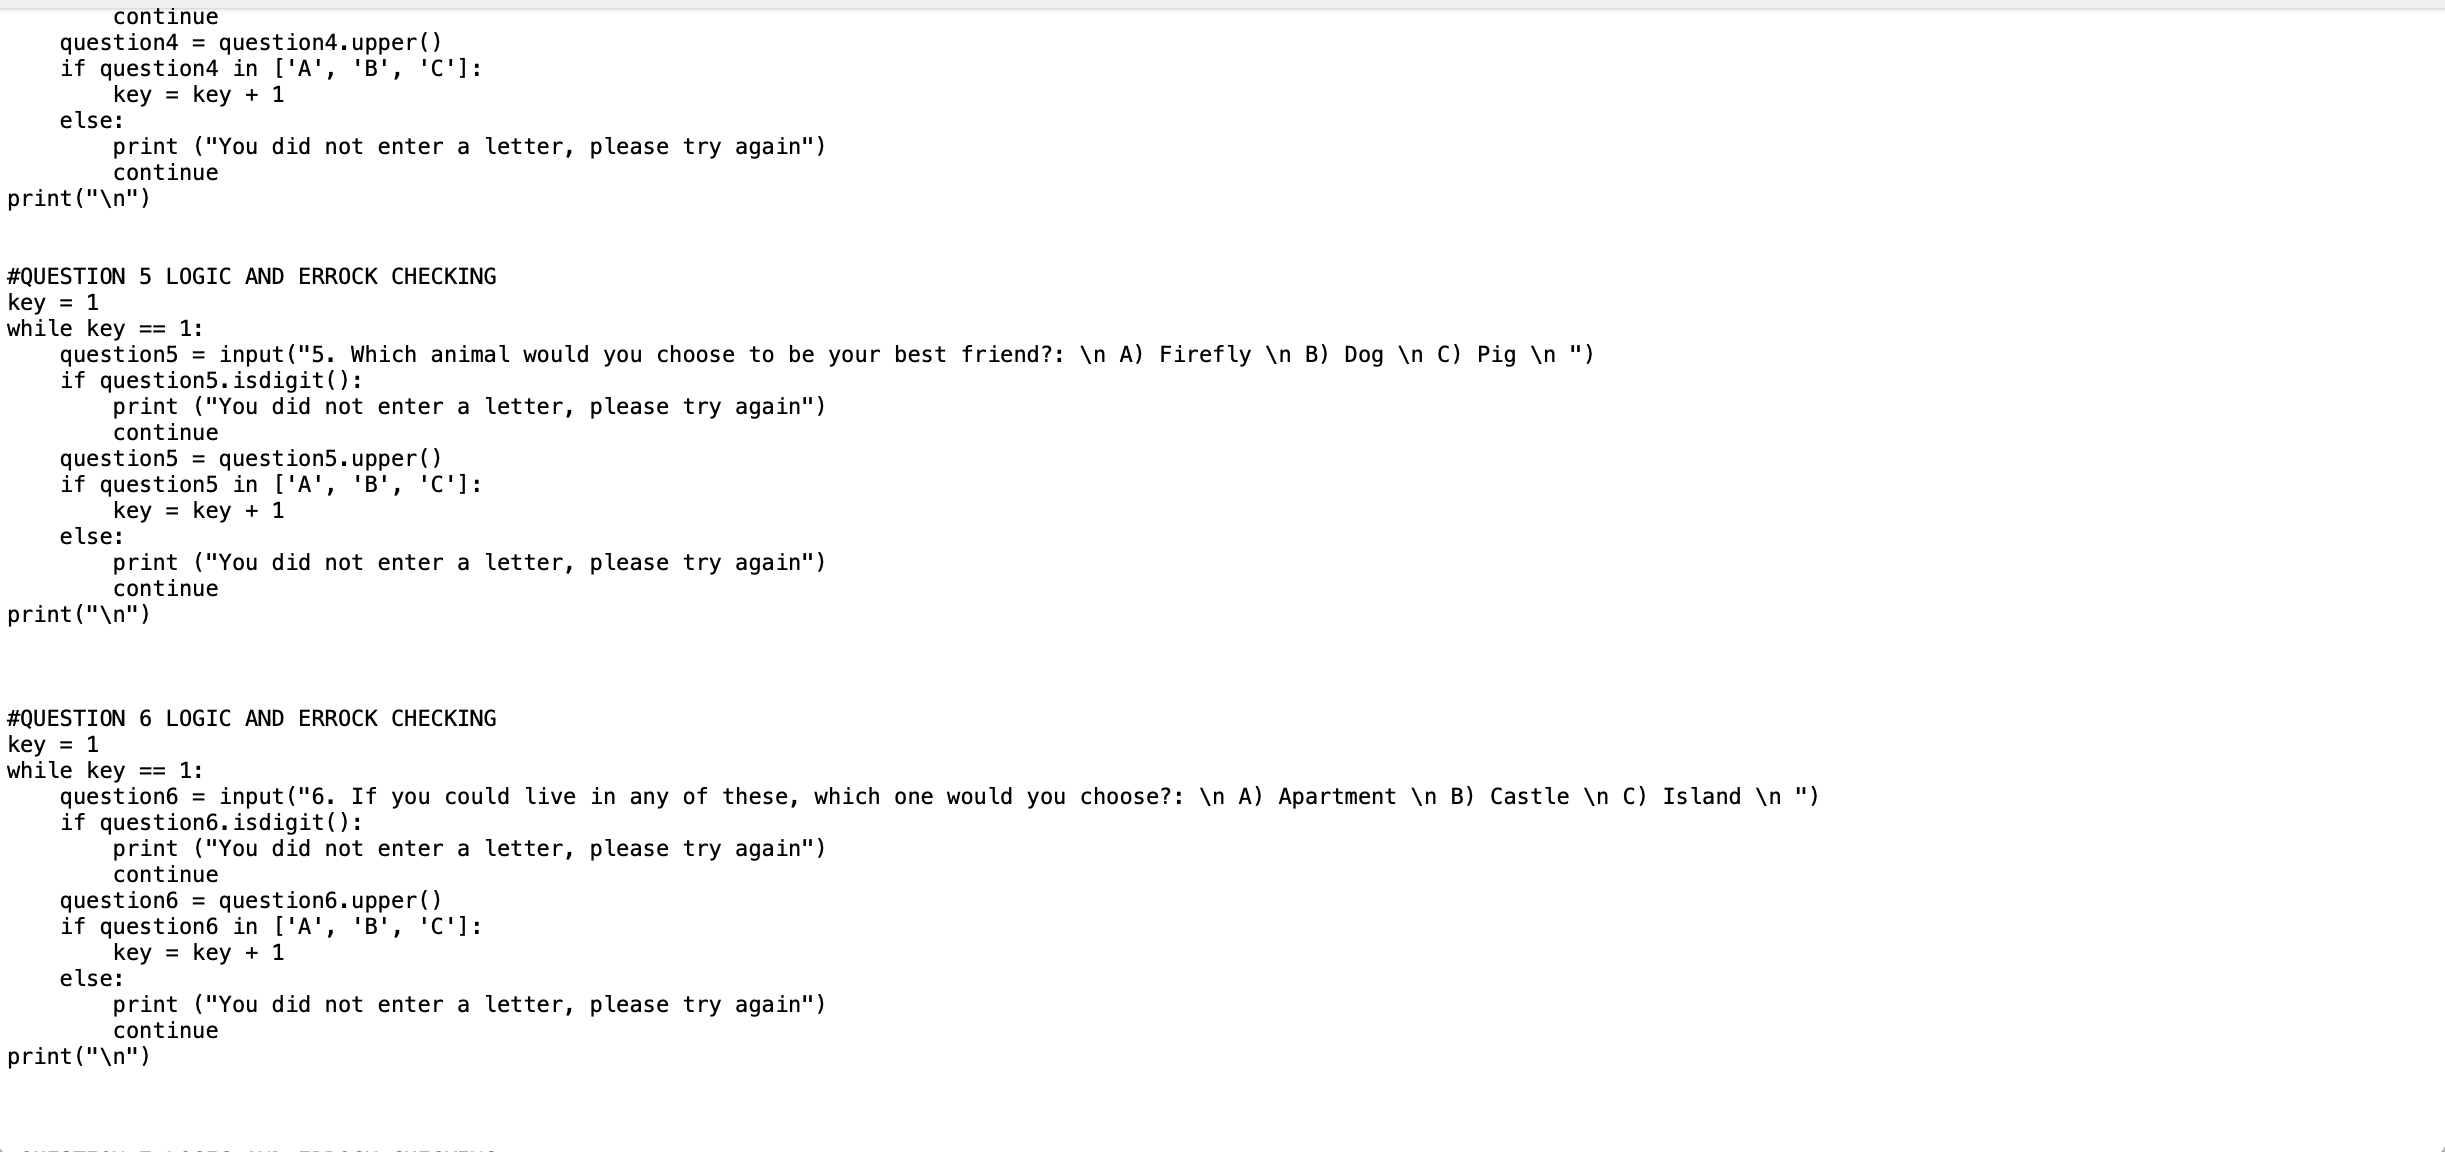 continue
    question4 = question4.upper()
    if question4 in ['A', 'B', 'C']:
        key = key + 1
    else:
        print ("You did not enter a letter, please try again")
        continue
print("\n")
#QUESTION 5 LOGIC AND ERROCK CHECKING
key = 1
while key == 1:
    question5 = input("5. Which animal would you choose to be your best friend?: \n A) Firefly \n B) Dog \n C) Pig \n ")
    if question5.isdigit():
        print ("You did not enter a letter, please try again")
        continue
    question5 = question5.upper()
    if question5 in ['A', 'B', 'C']:
        key = key + 1
    else:
        print ("You did not enter a letter, please try again")
        continue
print("\n")
#QUESTION 6 LOGIC AND ERROCK CHECKING
key = 1
while key == 1:
    question6 = input("6. If you could live in any of these, which one would you choose?: \n A) Apartment \n B) Castle \n C) Island \n ")
    if question6.isdigit():
        print ("You did not enter a letter, please try again")
        continue
    question6 = question6.upper()
    if question6 in ['A', 'B', 'C']:
        key = key + 1
    else:
        print ("You did not enter a letter, please try again")
        continue
print("\n")